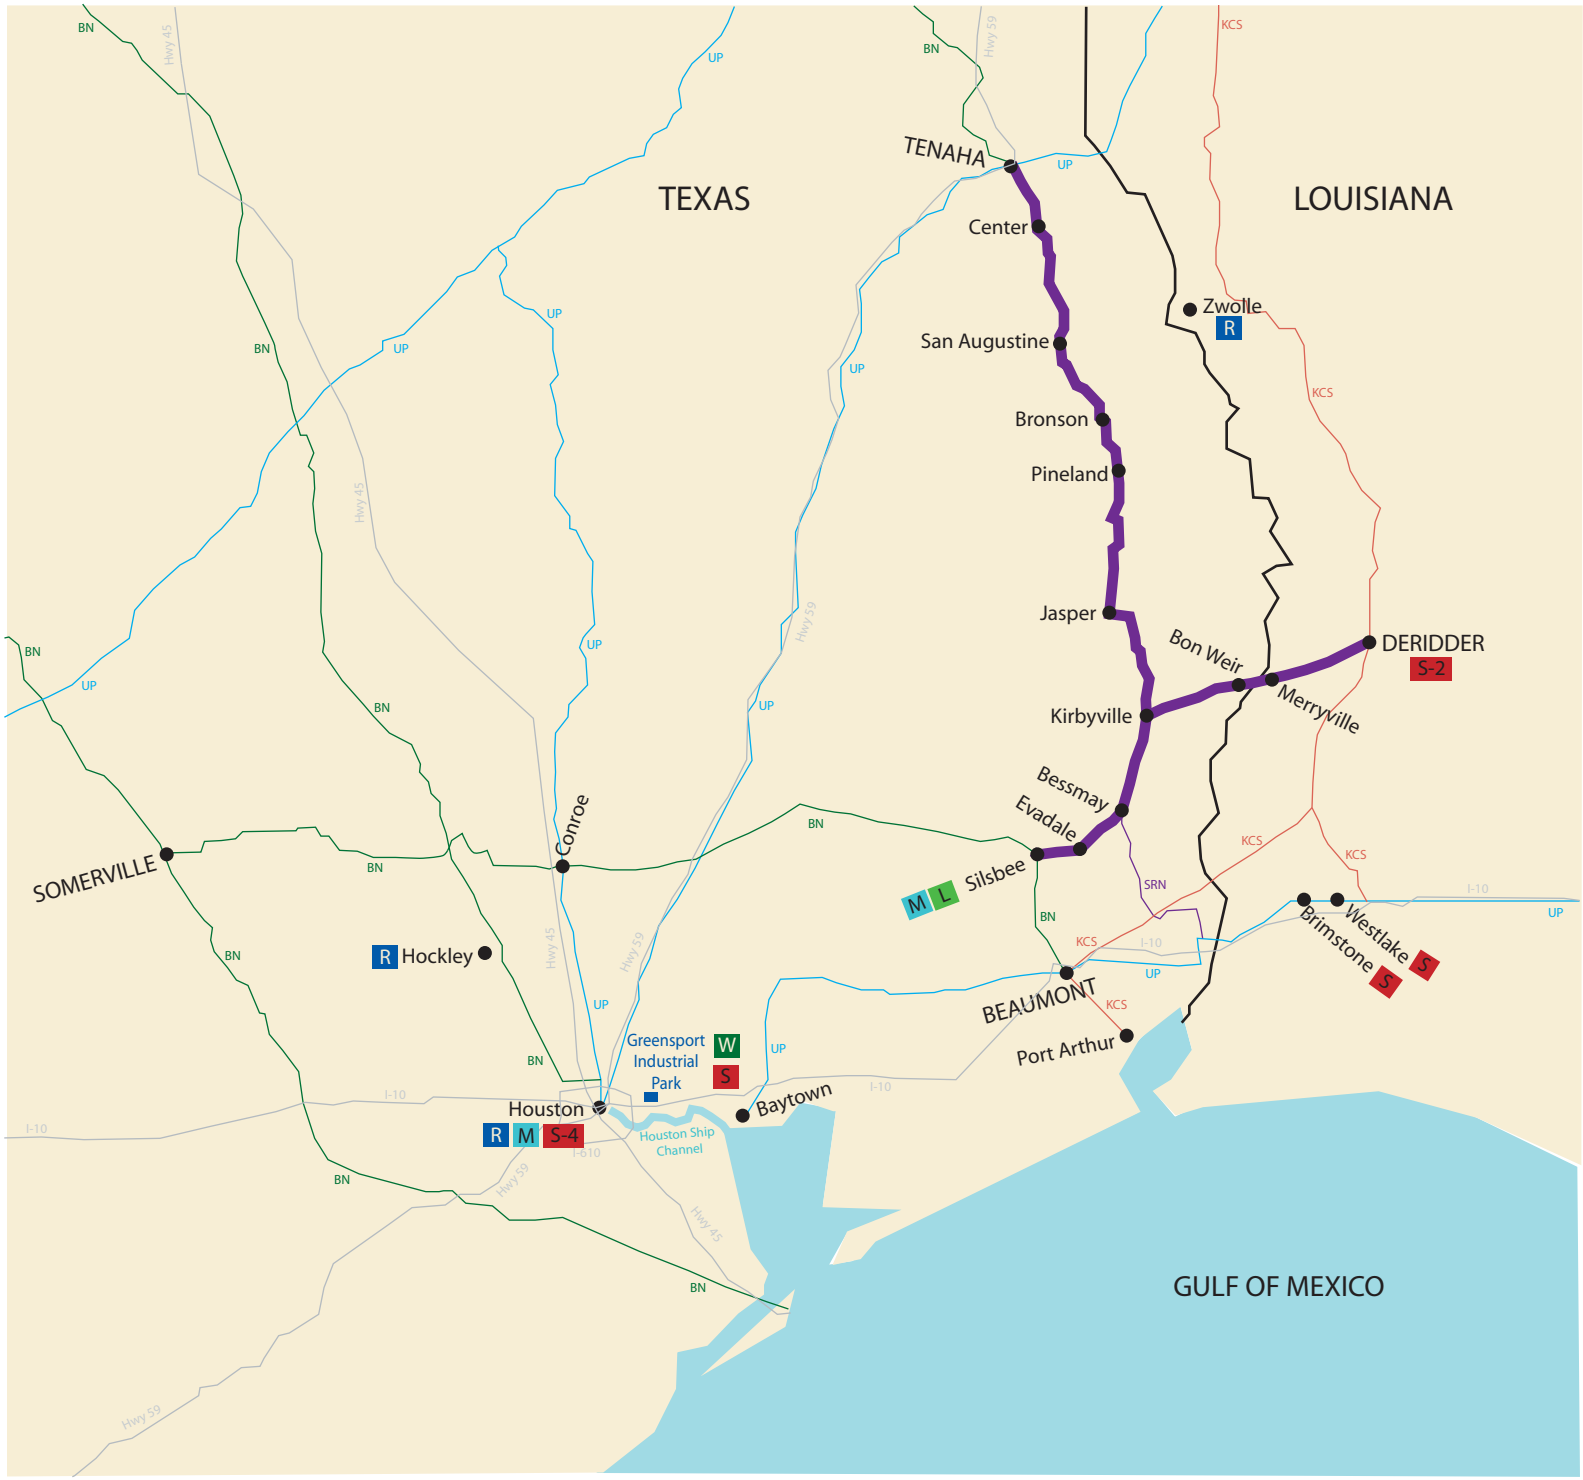 BN
Hwy 45
UP
BN
Hwy 59
KCS
TENAHA
UP
TEXAS
LOUISIANA
Center
Zwolle
R
UP
San Augustine
BN
UP
UP
KCS
Bronson
Pineland
Hwy 45
Jasper
Hwy 59
BN
UP
Bon Weir
DERIDDER
S-2
UP
BN
UP
Merryville
Kirbyville
Bessmay
Evadale
Conroe
BN
KCS
KCS
SOMERVILLE
BN
Silsbee
M
L
SRN
I-10
BN
UP
Westlake
S
Brimstone
S
R
Hockley
BN
Hwy 45
Hwy 59
KCS
I-10
UP
BEAUMONT
KCS
UP
Port Arthur
Greensport
Industrial
Park
W
S
UP
BN
I-10
I-10
Baytown
Houston
R
M
S-4
I-10
Houston Ship
Channel
I-610
Hwy 59
BN
Hwy 45
BN
GULF OF MEXICO
Hwy 59